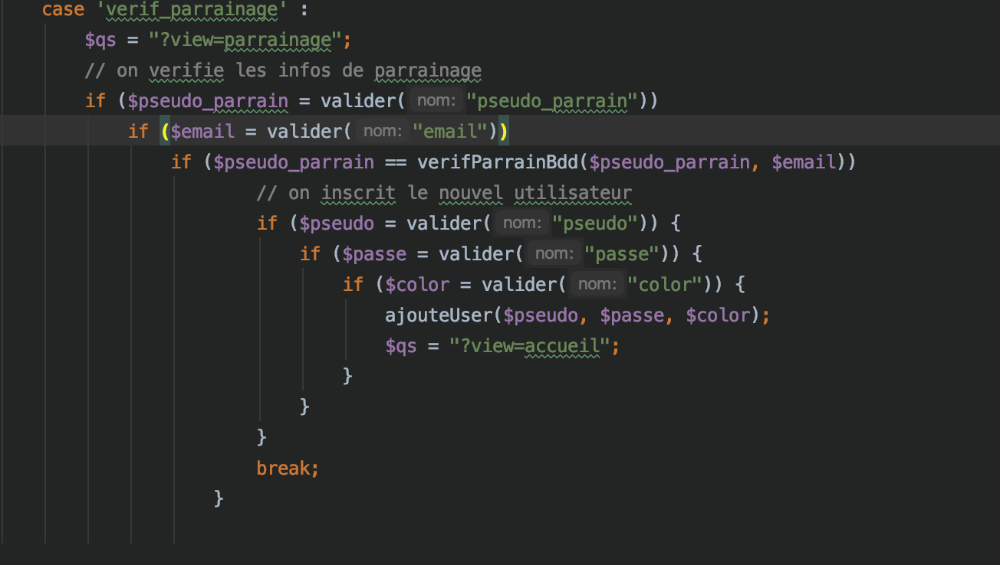 case 'verif_parrainage' :
$qs = "?view=parrainage";
// on verifie les infos de parrainage
if ($pseudo_parrain = valider( nom: "pseudo_parrain"))
if ($email = valider( nom: "email"))
if ($pseudo_parrain == verifParrainBdd($pseudo_parrain, $email))
// on inscrit le nouvel utilisateur
if ($pseudo = valider( nom: "pseudo")) {
if ($passe = valider( nom: "passe")) {
if ($color = valider( nom: "color")) {
ajouteUser($pseudo, $passe, $color);
$qs = "?view=accueil";
}
}
}
break;
}